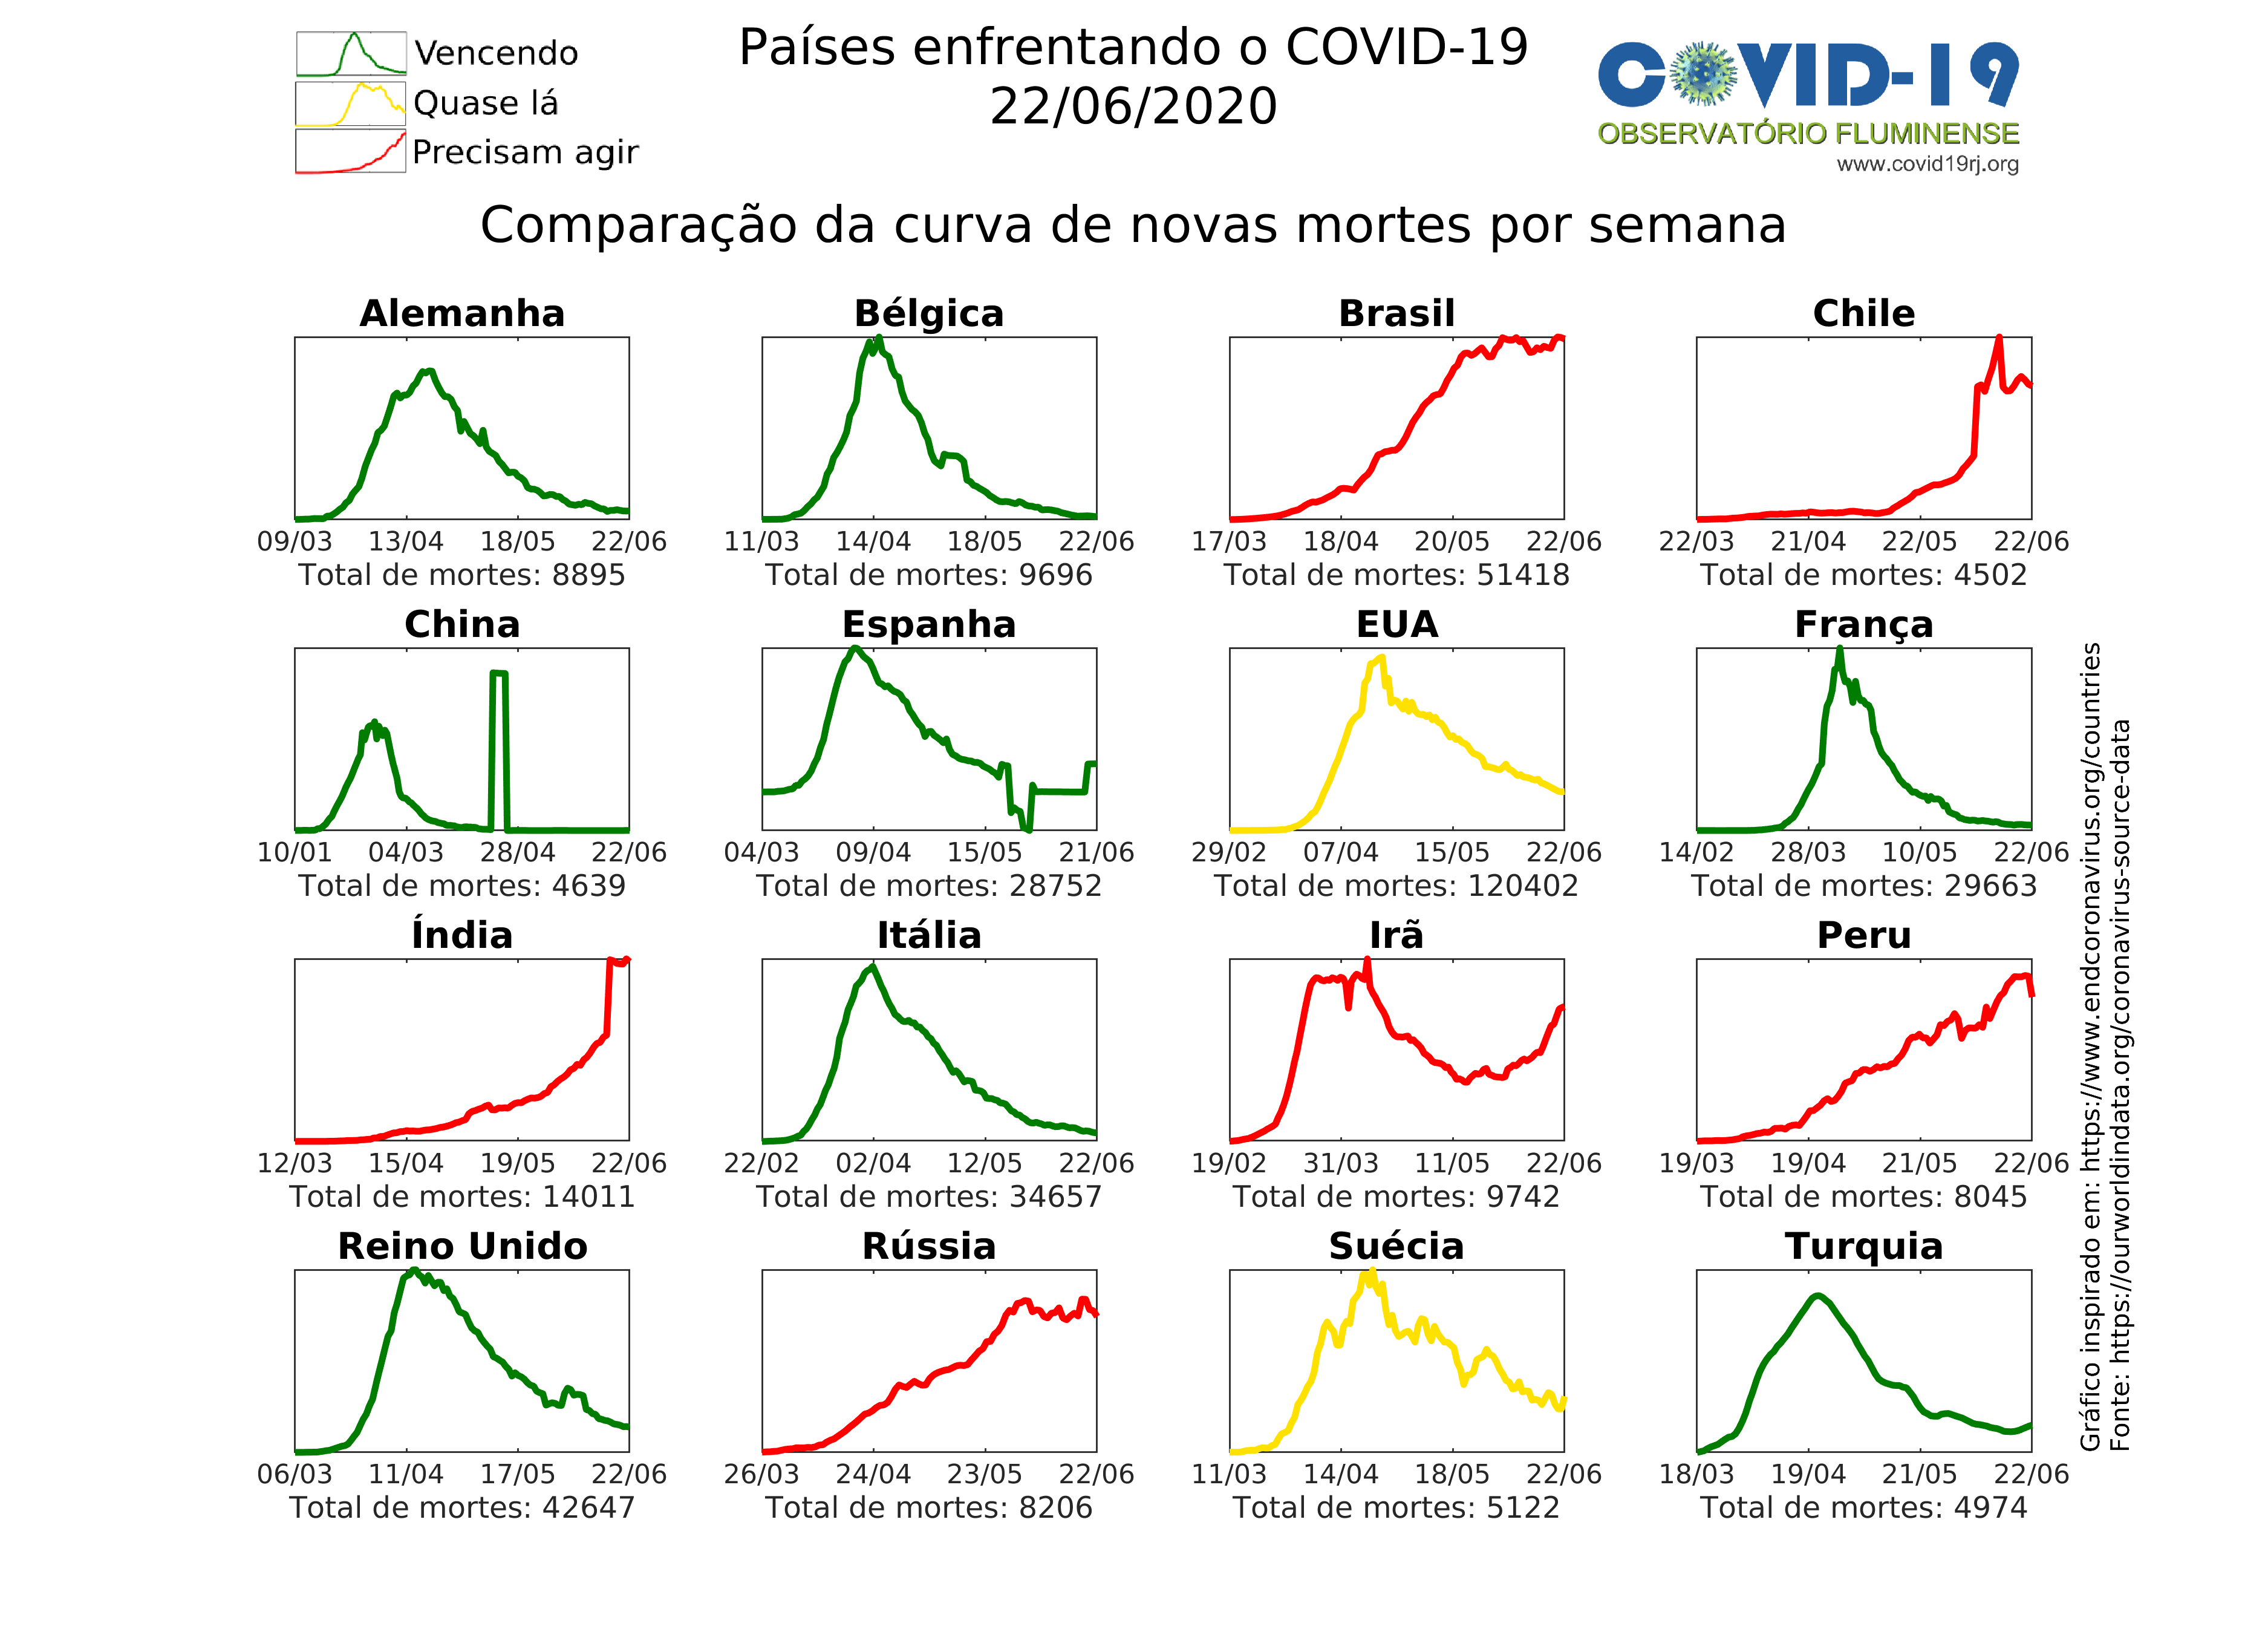 Vencendo
Quase lá
Precisam agir
Países enfrentando o COVID-19
22/06/2020
COVID-19
OBSERVATÓRIO FLUMINENSE
www.covid19rj.org
Comparação da curva de novas mortes por semana
Alemanha
09/03 13/04 18/05 22/06
Total de mortes: 8895
Bélgica
11/03 14/04 18/05 22/06
Total de mortes: 9696
Brasil
17/03 18/04 20/05 22/06
Total de mortes: 51418
Chile
22/03 21/04 22/05 22/06
Total de mortes: 4502
China
10/01 04/03 28/04 22/06
Total de mortes: 4639
Espanha
04/03 09/04 15/05 21/06
Total de mortes: 28752
EUA
29/02 07/04 15/05 22/06
Total de mortes: 120402
França
14/02 28/03 10/05 22/06
Total de mortes: 29663
Índia
12/03 15/04 19/05 22/06
Total de mortes: 14011
Itália
22/02 02/04 12/05 22/06
Total de mortes: 34657
Irã
19/02 31/03 11/05 22/06
Total de mortes: 9742
Peru
19/03 19/04 21/05 22/06
Total de mortes: 8045
Reino Unido
06/03 11/04 17/05 22/06
Total de mortes: 42647
Rússia
26/03 24/04 23/05 22/06
Total de mortes: 8206
Suécia
11/03 14/04 18/05 22/06
Total de mortes: 5122
Turquia
18/03 19/04 21/05 22/06
Total de mortes: 4974
Gráfico inspirado em: https://www.endcoronavirus.org/countries
Fonte: https://ourworldindata.org/coronavirus-source-data